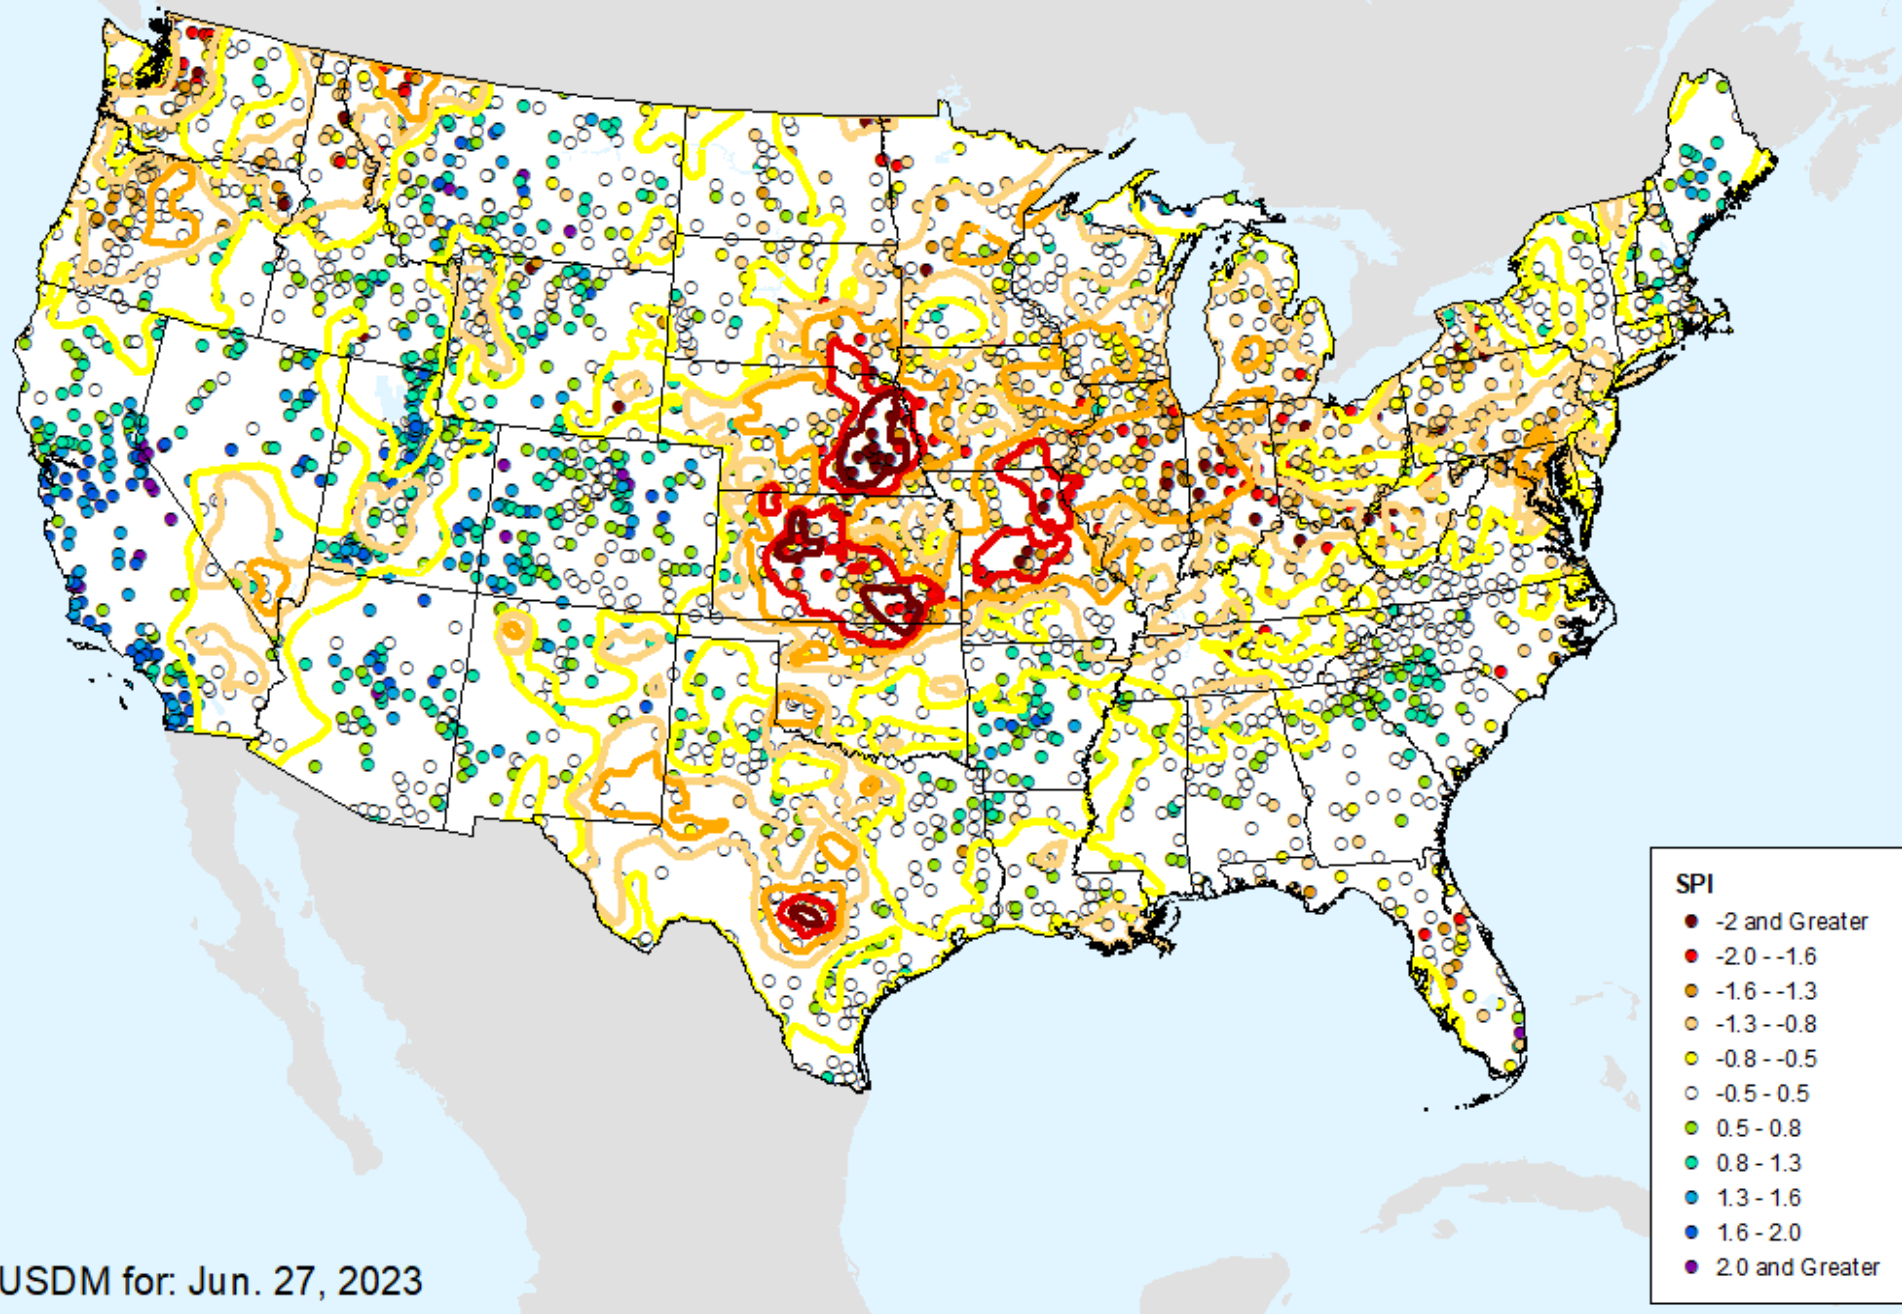 SPI
-2 and Greater
-2.0 - -1.6
-1.6 - -1.3
-1.3 - -0.8
-0.8 - -0.5
-0.5 - 0.5
0.5 - 0.8
0.8 - 1.3
1.3 - 1.6
1.6 - 2.0
2.0 and Greater
USDM for: Jun. 27, 2023